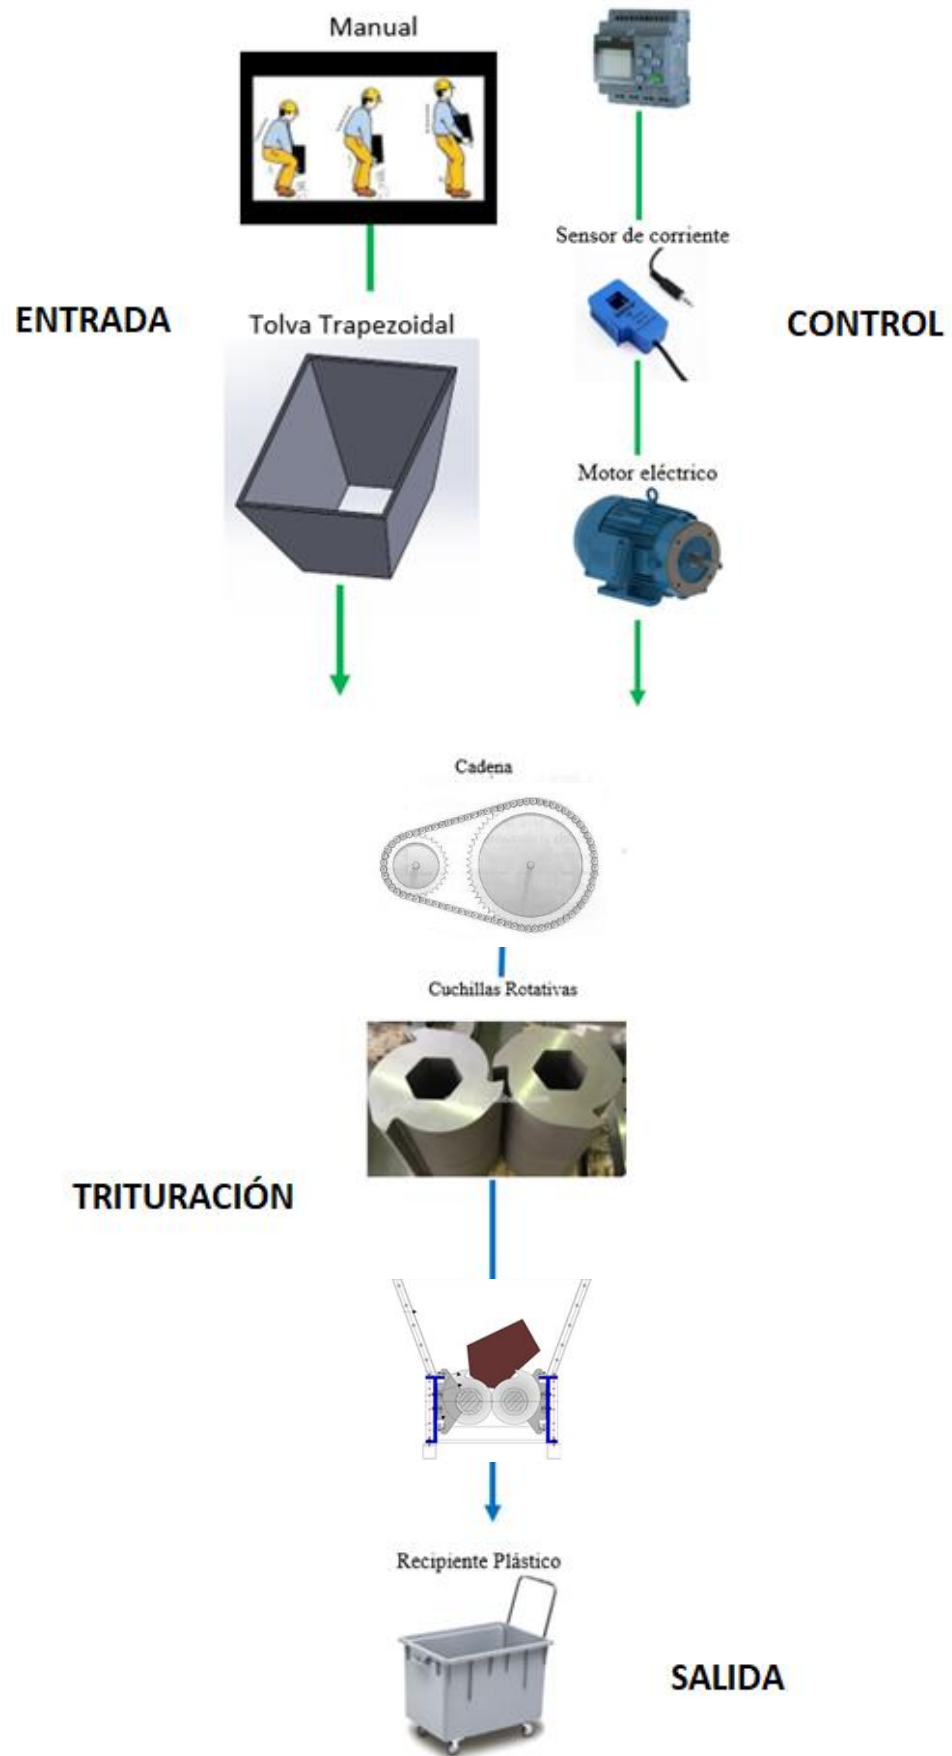 Manual
Sensor de corriente
ENTRADA
Tolva Trapezoidal
CONTROL
Motor eléctrico
Cadena
Cuchillas Rotativas
TRITURACIÓN
Recipiente Plástico
SALIDA